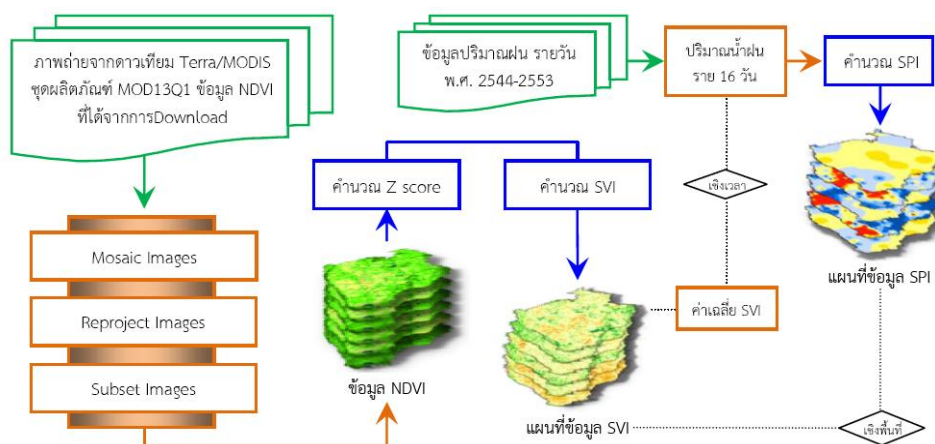 ภาพถ่ายจากดาวเทียม Terra/MODIS
ชุดผลิตภัณฑ์ MOD13Q1 ข้อมูล NDVI
ที่ได้จากการDownload
ข้อมูลปริมาณฝน รายวัน
พ.ศ. 2544-2553
ปริมาณน้ำฝน
ราย 16 วัน
คำนวณ SPI
คำนวณ Z score
คำนวณ SVI
เชิงเวลา
Mosaic Images
แผนที่ข้อมูล SPI
ค่าเฉลี่ย SVI
Reproject Images
Subset Images
ข้อมูล NDVI
แผนที่ข้อมูล SVI
เชิงพื้นที่